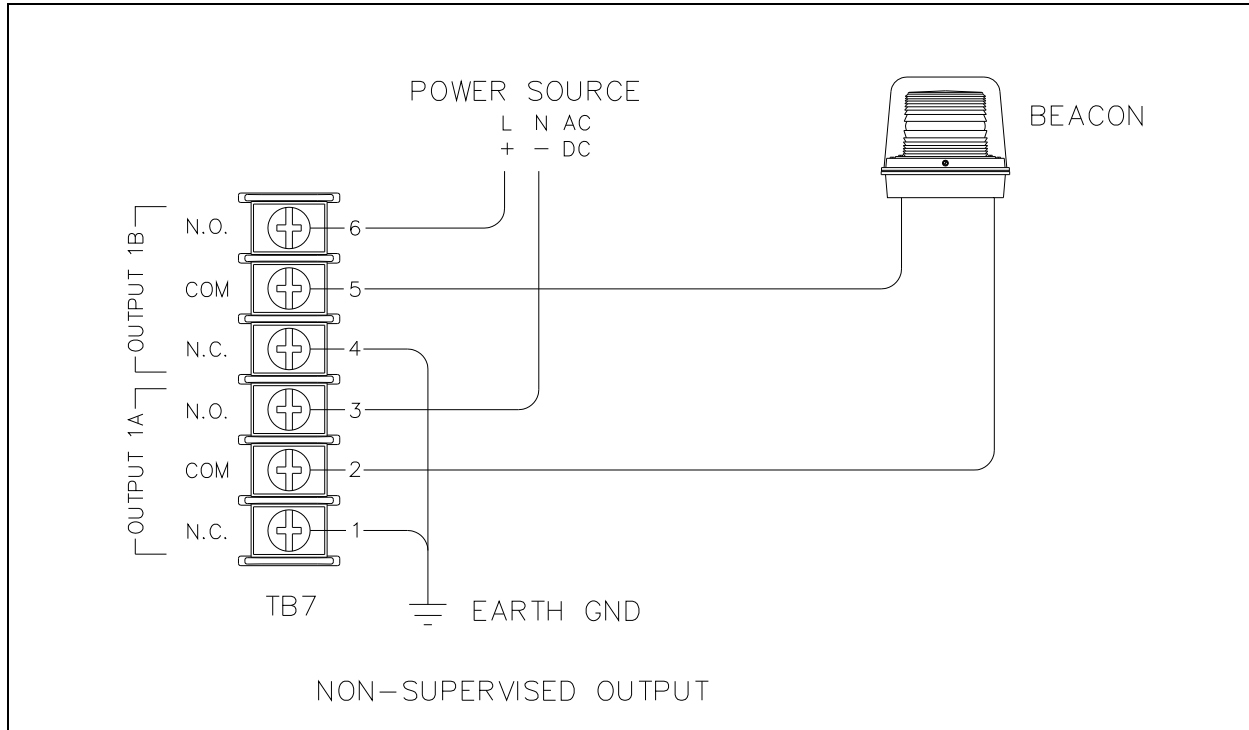 POWER SOURCE
L N AC
+ − DC
BEACON
OUTPUT 1B
N.O. 6
COM 5
N.C. 4
OUTPUT 1A
N.O. 3
COM 2
N.C. 1
TB7
EARTH GND
NON−SUPERVISED OUTPUT